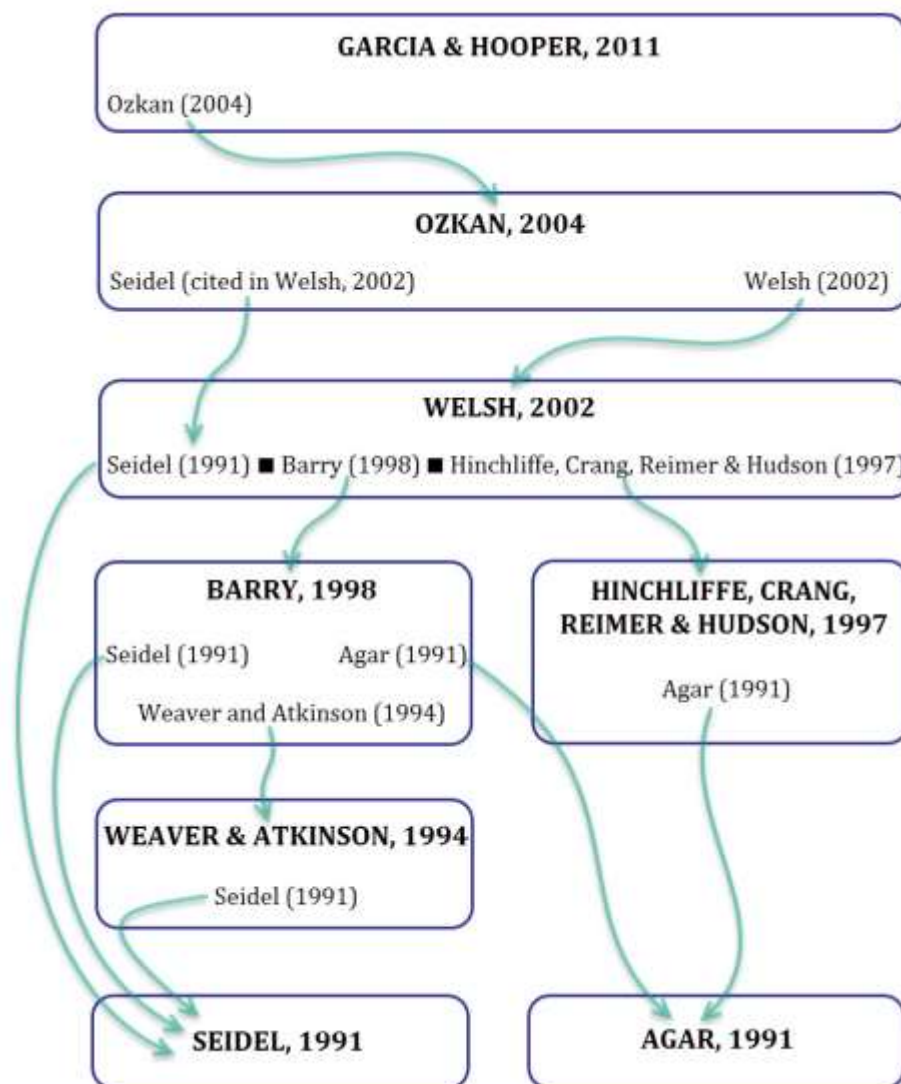 GARCIA & HOOPER, 2011
Ozkan (2004)
OZKAN, 2004
Seidel (cited in Welsh, 2002)
Welsh (2002)
WELSH, 2002
Seidel (1991) ■ Barry (1998) ■ Hinchliffe, Crang, Reimer & Hudson (1997)
BARRY, 1998
Seidel (1991)
Agar (1991)
Weaver and Atkinson (1994)
HINCHLIFFE, CRANG,
REIMER & HUDSON, 1997
Agar (1991)
WEAVER & ATKINSON, 1994
Seidel (1991)
SEIDEL, 1991
AGAR, 1991